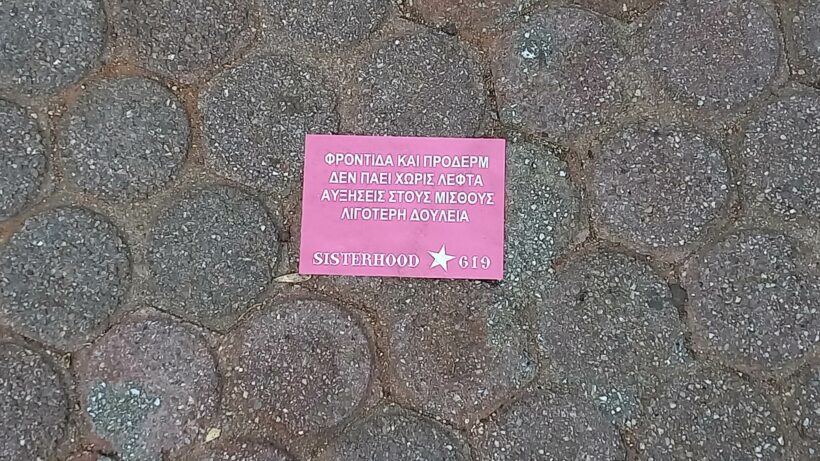 ΦΡΟΝΤΙΔΑ ΚΑΙ ΠΡΟΔΕΡΜ
ΔΕΝ ΠΑΕΙ ΧΩΡΙΣ ΛΕΦΤΑ
ΑΥΞΗΣΕΙΣ ΣΤΟΥΣ ΜΙΣΘΟΥΣ
ΛΙΓΟΤΕΡΗ ΔΟΥΛΕΙΑ
SISTERHOOD ★ 619